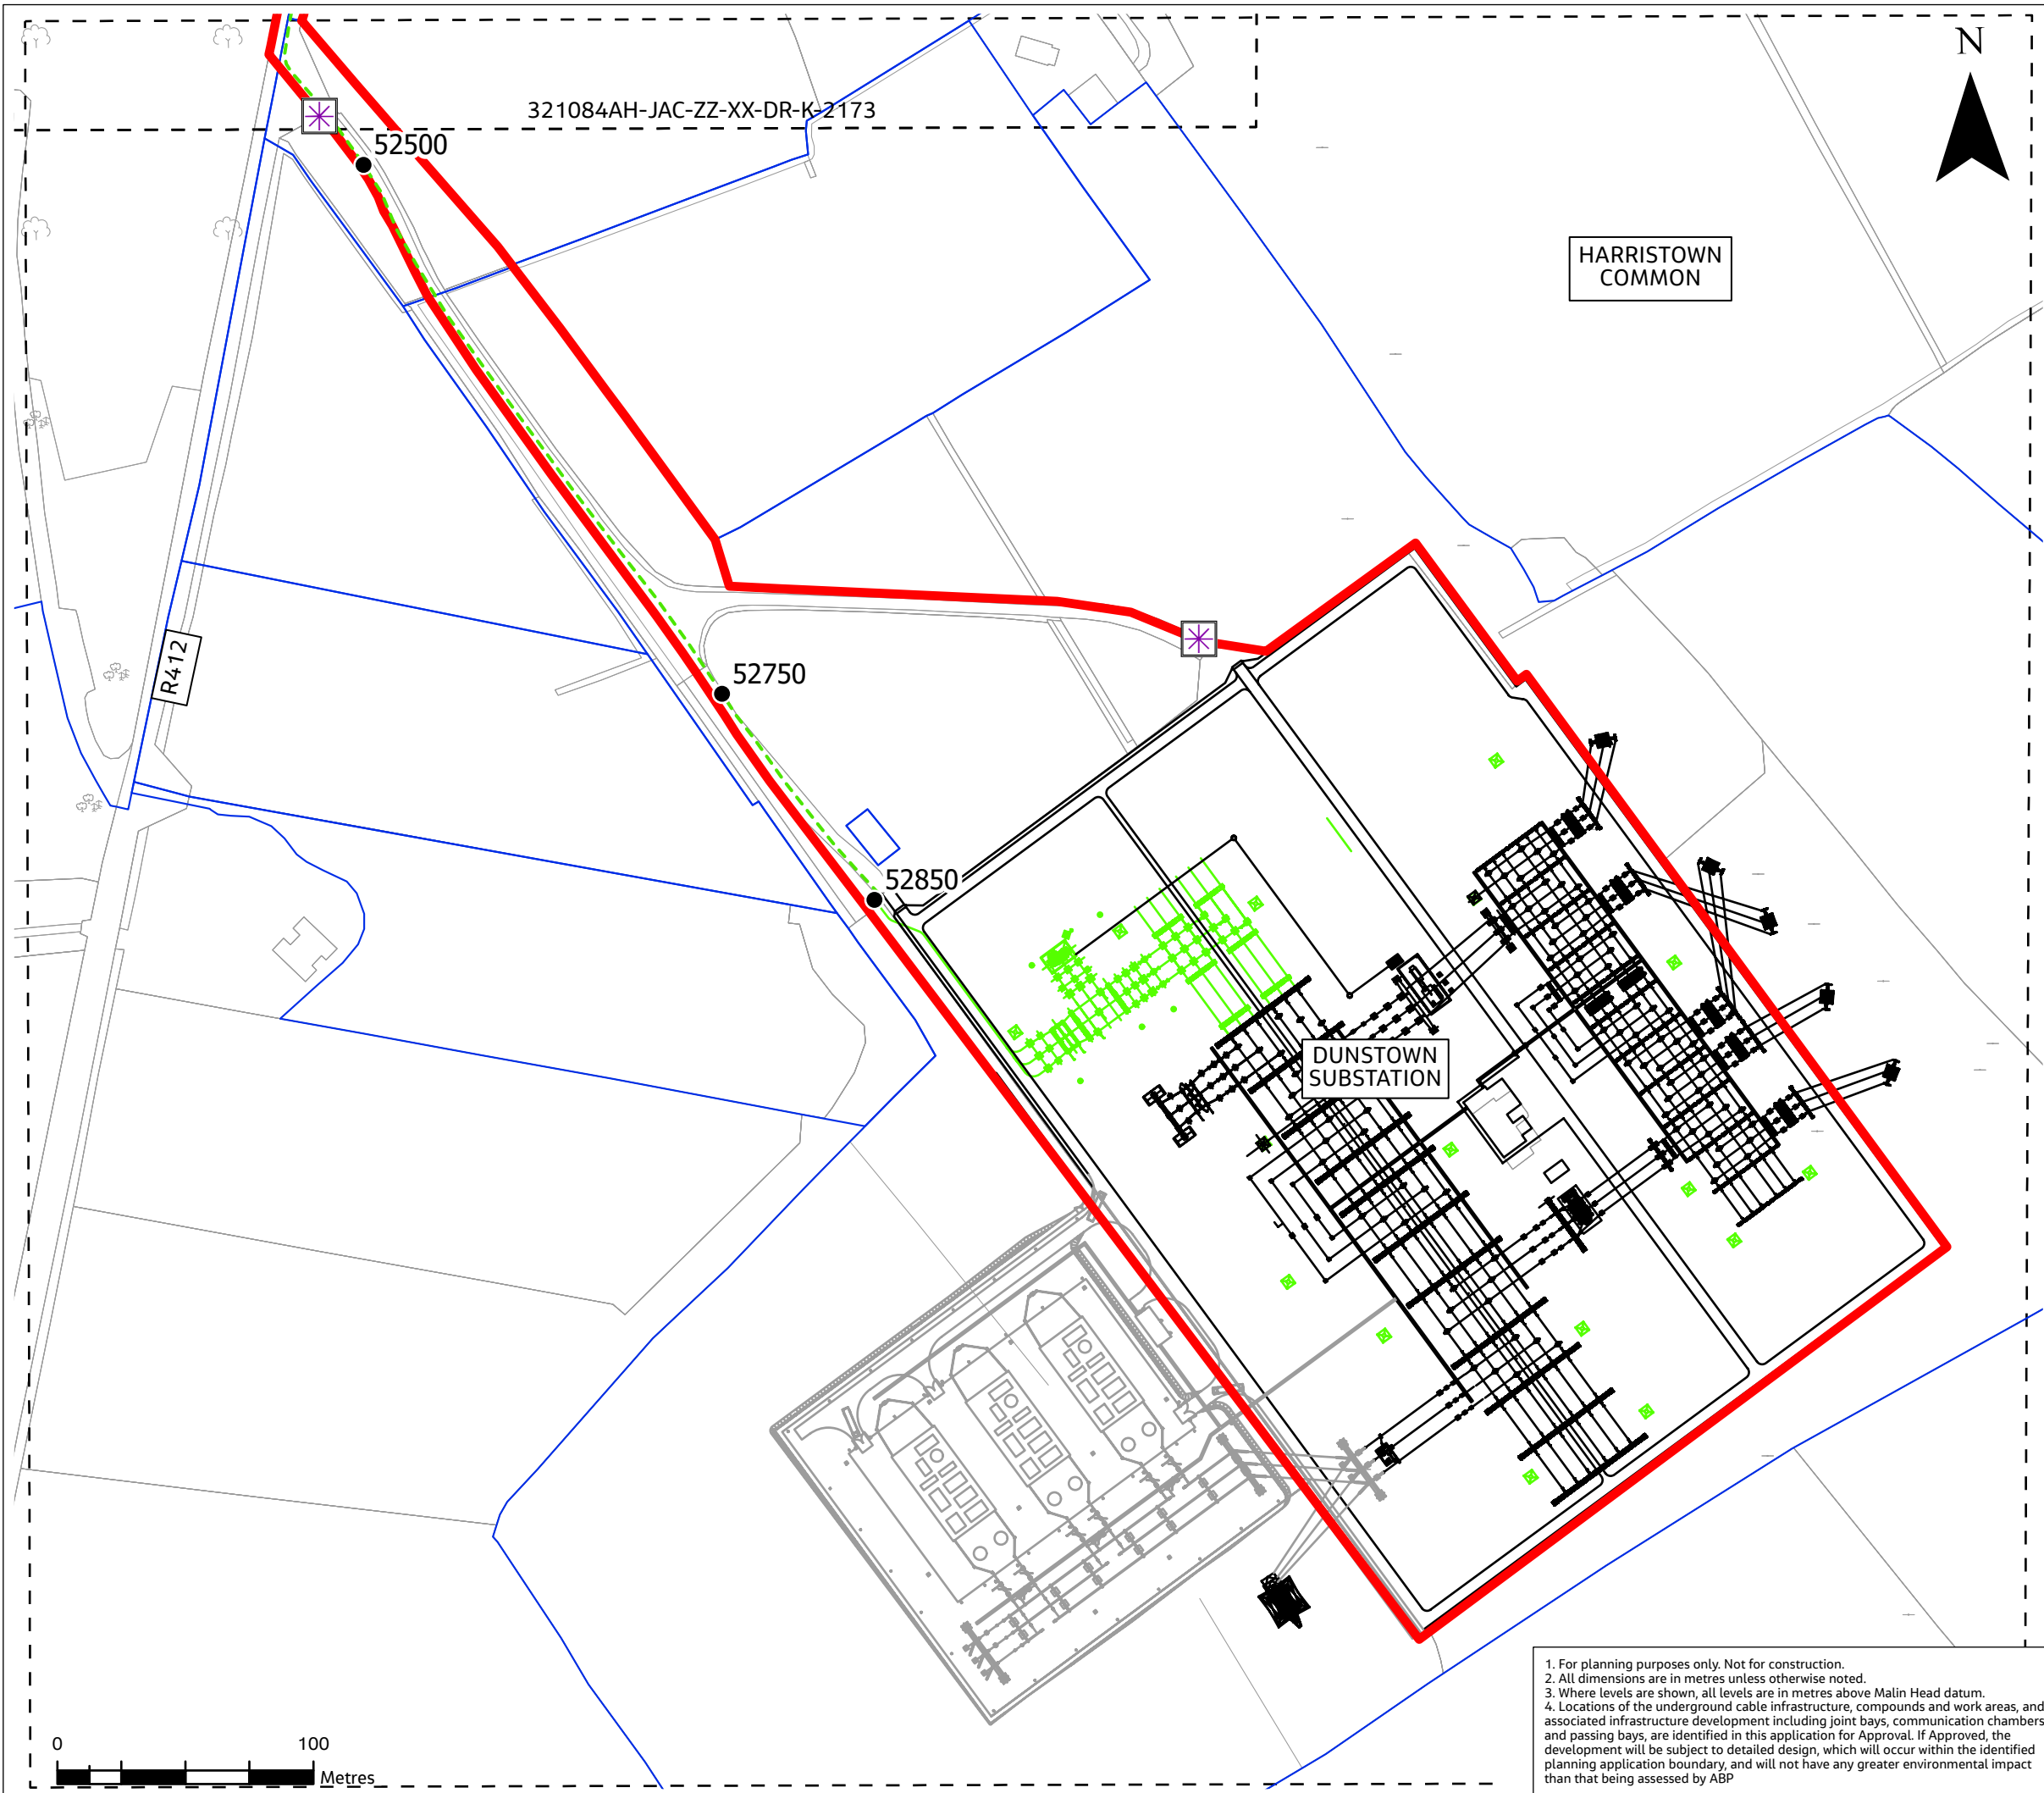 N
321084AH-JAC-ZZ-XX-DR-K-2173
52500
HARRISTOWN
COMMON
R412
52750
52850
DUNSTOWN
SUBSTATION
0 100
Metres
1. For planning purposes only. Not for construction.
2. All dimensions are in metres unless otherwise noted.
3. Where levels are shown, all levels are in metres above Malin Head datum.
4. Locations of the underground cable infrastructure, compounds and work areas, and
associated infrastructure development including joint bays, communication chambers
and passing bays, are identified in this application for Approval. If Approved, the
development will be subject to detailed design, which will occur within the identified
planning application boundary, and will not have any greater environmental impact
than that being assessed by ABP